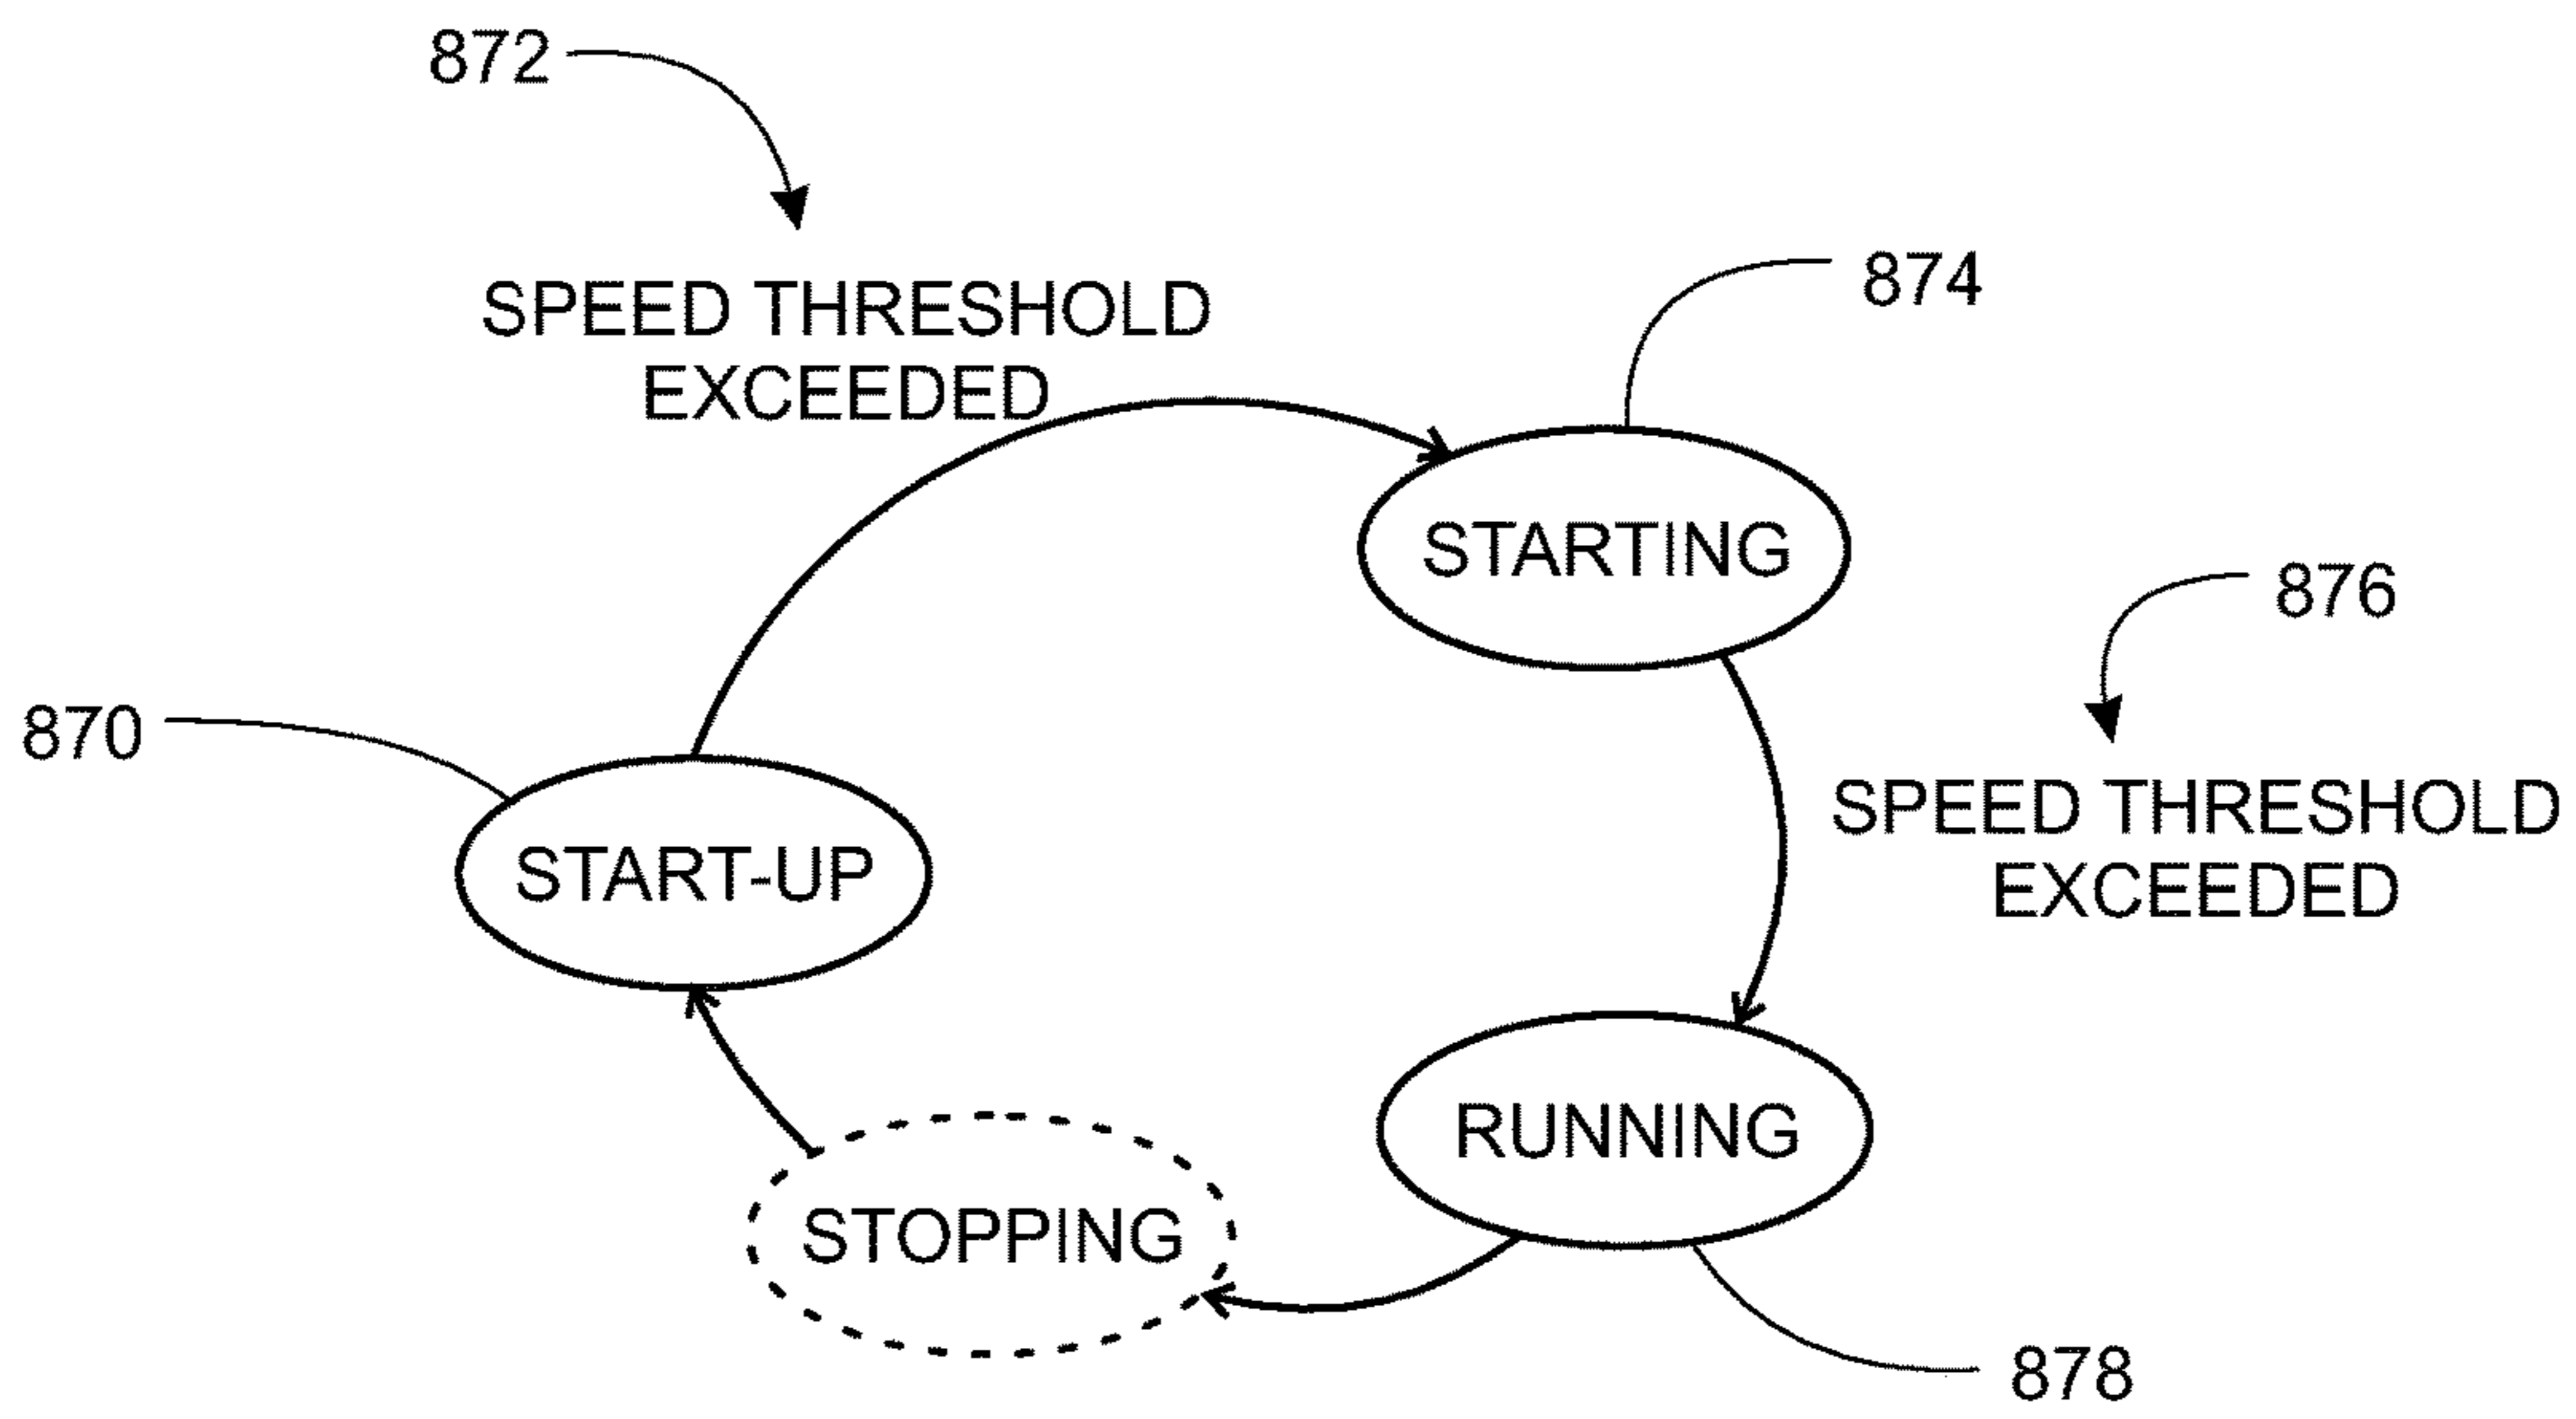 872
SPEED THRESHOLD
EXCEEDED
874
STARTING
876
870
SPEED THRESHOLD
EXCEEDED
START-UP
RUNNING
STOPPING
878